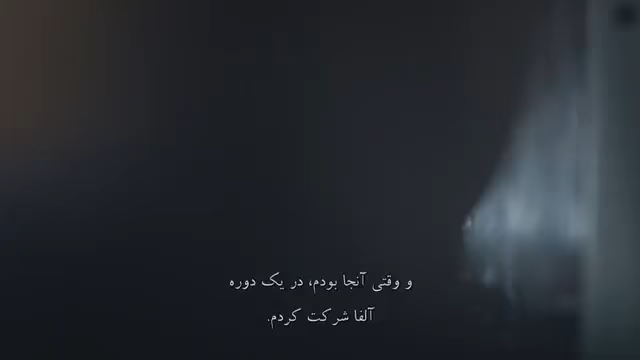 و وقتی آنجا بودم، در یک دوره
آلفا شرکت کردم.